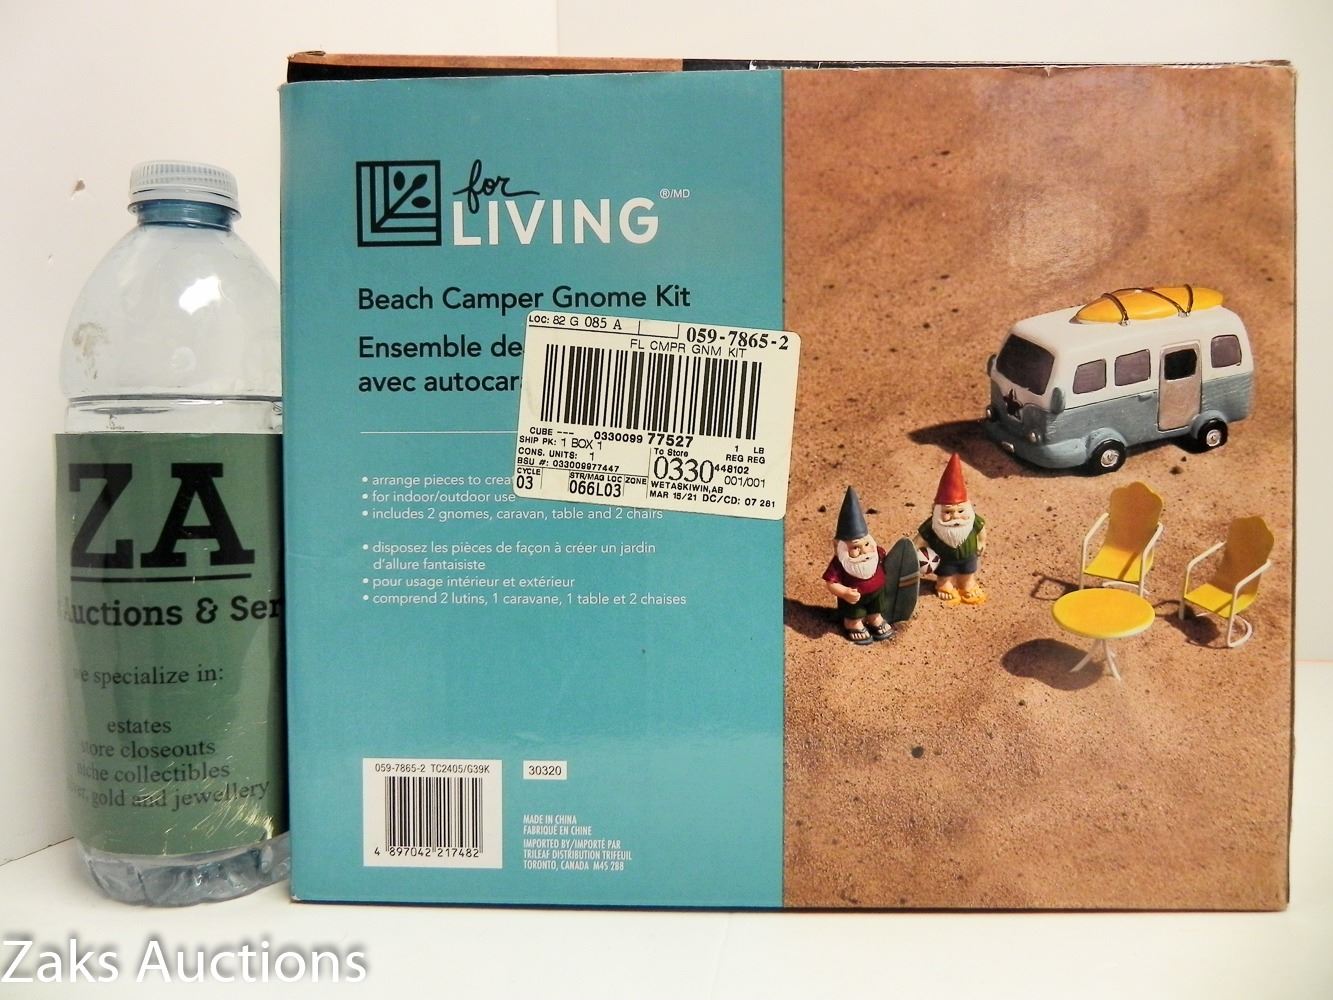 for
LIVING ®/MD
Beach Camper Gnome Kit
Ensemble de
avec autocar
• arrange pieces to crea
• for indoor/outdoor use
• includes 2 gnomes, caravan, table and 2 chairs
• disposez les pièces de façon à créer un jardin
d'allure fantaisiste
• pour usage intérieur et extérieur
• comprend 2 lutins, 1 caravane, 1 table et 2 chaises
LOC: 82 G 085 A
059-7865-2
FL CMPR GNM KIT
CUBE ---
0330099 77527
SHIP PK: 1 BOX 1
CONS. UNITS: 1
BSU #: 033009977447
To Store
0330
1 LB
REG REG
448102
001/001
CYCLE
03
STR/MAG LOC ZONE
066L03
WETASKIWIN,AB
MAR 15/21 DC/CD: 07 281
059-7865-2 TC2405/G39K
4 897042 217482
30320
MADE IN CHINA
FABRIQUÉ EN CHINE
IMPORTED BY/IMPORTÉ PAR
TRILEAF DISTRIBUTION TRIFEUIL
TORONTO, CANADA M4S 2B8
ZA
Auctions & Ser
we specialize in:
estates
store closeouts
niche collectibles
gold and jewellery
Zaks Auctions